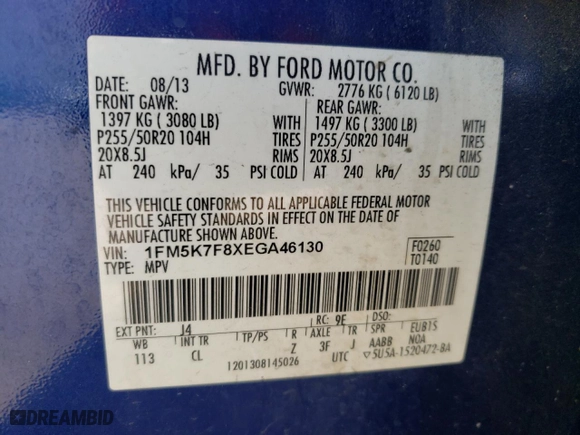 MFD. BY FORD MOTOR CO.
DATE: 08/13 GVWR: 2776 KG ( 6120 LB)
FRONT GAWR: REAR GAWR:
1397 KG ( 3080 LB) WITH 1497 KG ( 3300 LB) WITH
P255/50R20 104H TIRES P255/50R20 104H TIRES
20X8.5J RIMS 20X8.5J RIMS
AT 240 kPa/ 35 PSI COLD AT 240 kPa/ 35 PSI COLD
THIS VEHICLE CONFORMS TO ALL APPLICABLE FEDERAL MOTOR
VEHICLE SAFETY STANDARDS IN EFFECT ON THE DATE OF
MANUFACTURE SHOWN ABOVE.
VIN: 1FM5K7F8XEGA46130 F0260
TYPE: MPV T0140
EXT PNT: J4 RC: 9F DSO:
WB INT TR TP/PS R AXLE TR SPR EUB1S
113 CL Z 3F J AABB NOA
1201308145026 UTC 5U5A-1520472-BA
DREAMBID